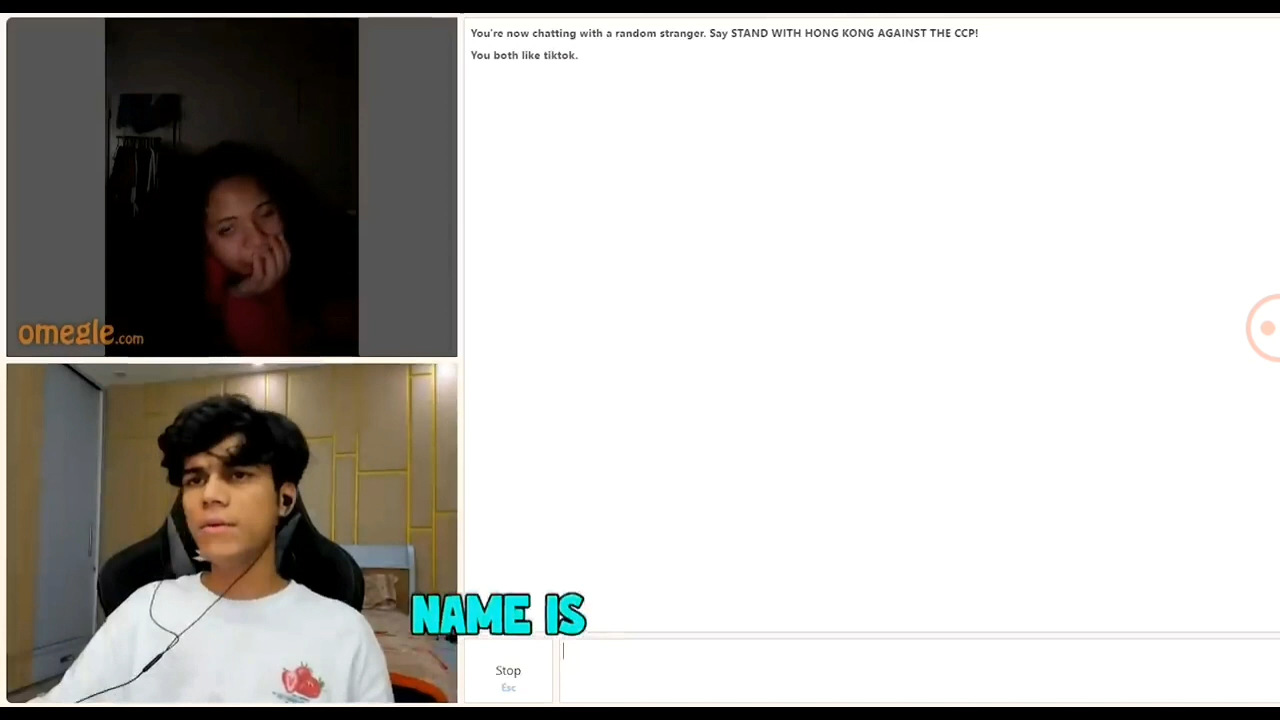 You're now chatting with a random stranger. Say STAND WITH HONG KONG AGAINST THE CCP!
You both like tiktok.
omegle.com
NAME IS
Stop
Esc